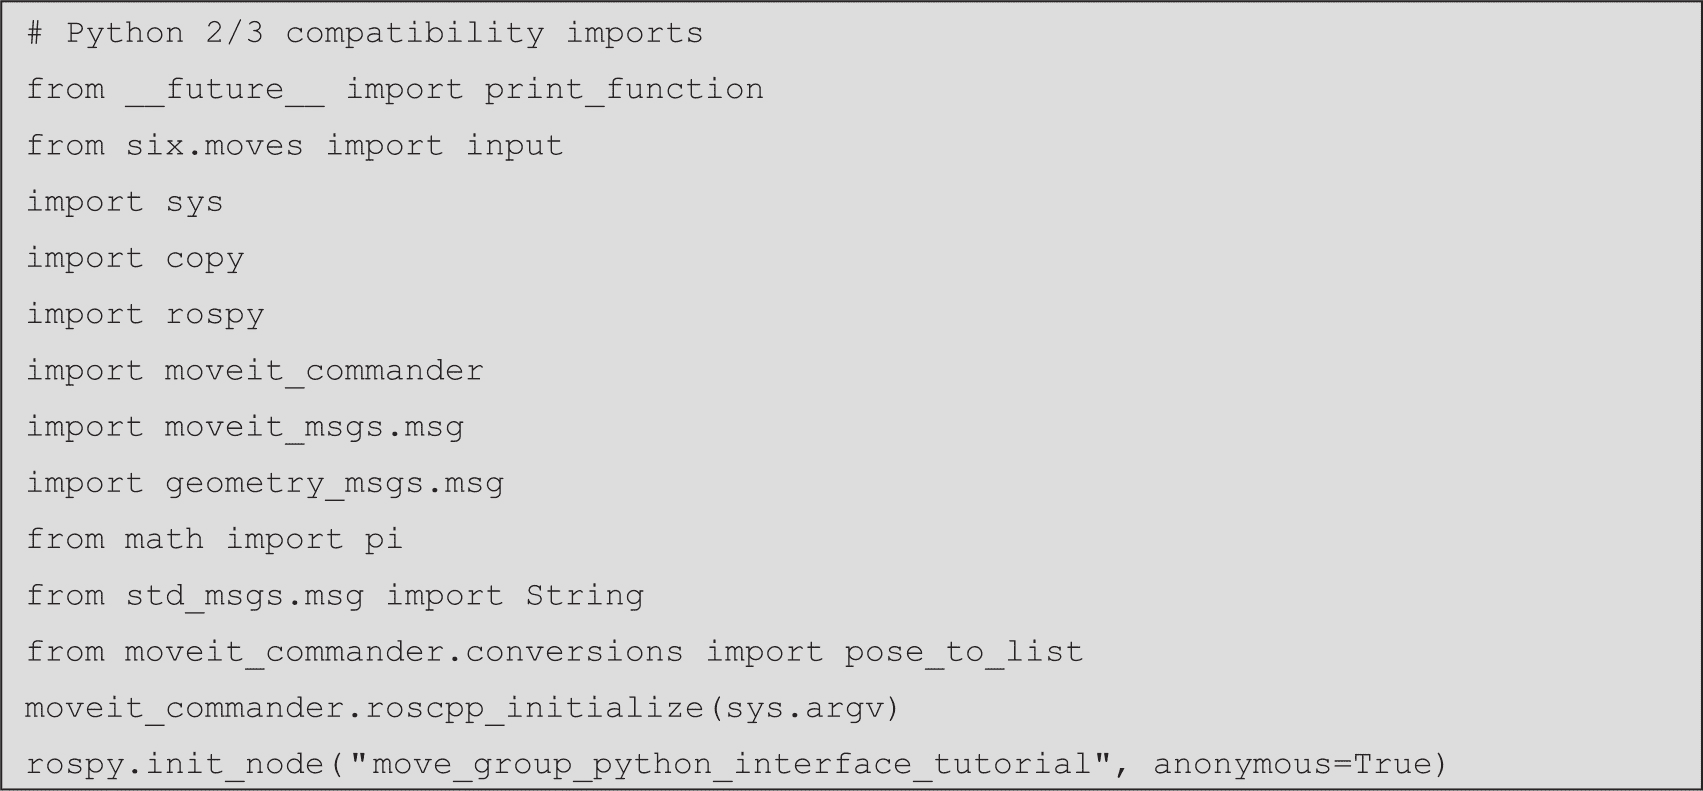 # Python 2/3 compatibility imports
from __future__ import print_function
from six.moves import input
import sys
import copy
import rospy
import moveit_commander
import moveit_msgs.msg
import geometry_msgs.msg
from math import pi
from std_msgs.msg import String
from moveit_commander.conversions import pose_to_list
moveit_commander.roscpp_initialize(sys.argv)
rospy.init_node("move_group_python_interface_tutorial", anonymous=True)